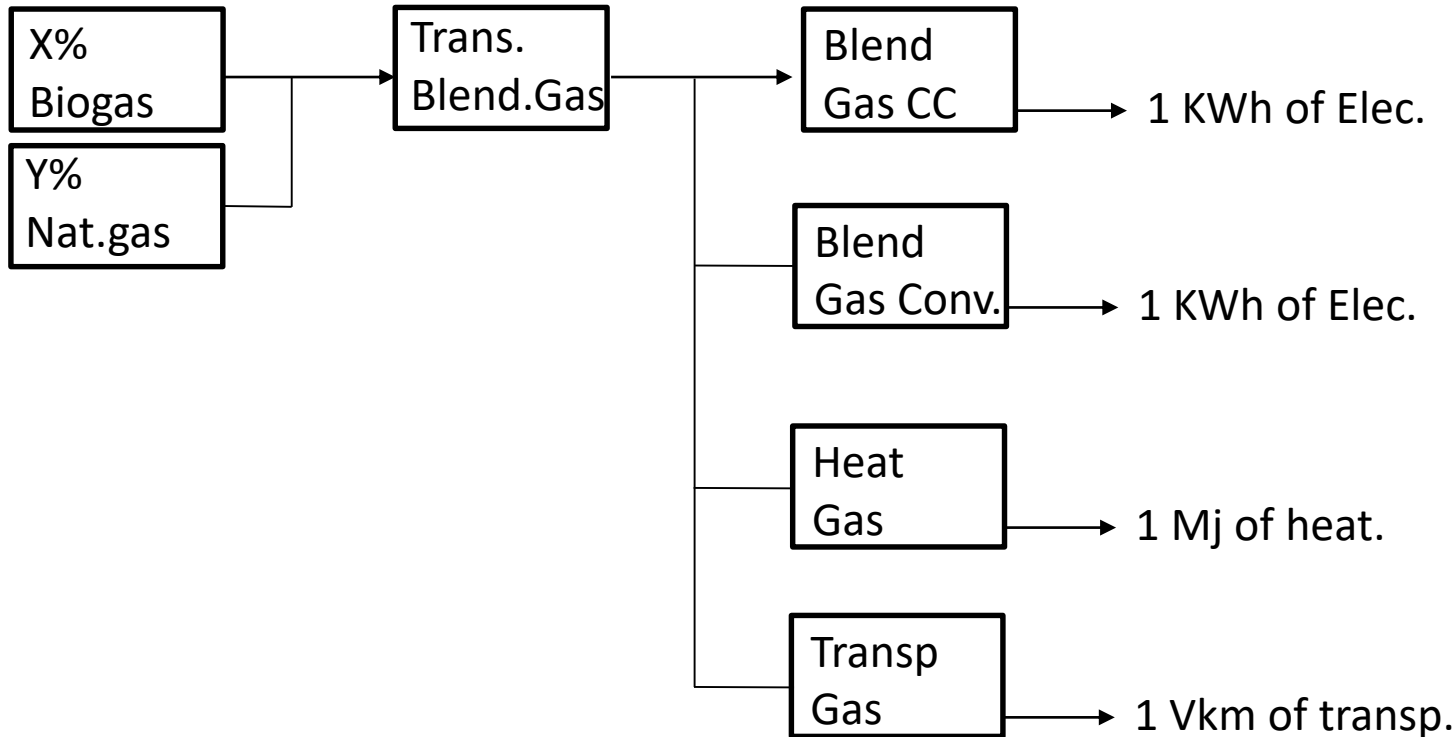 X%
Biogas
Y%
Nat.gas
Trans.
Blend.Gas
Blend
Gas CC
1 KWh of Elec.
Blend
Gas Conv.
1 KWh of Elec.
Heat
Gas
1 Mj of heat.
Transp
Gas
1 Vkm of transp.